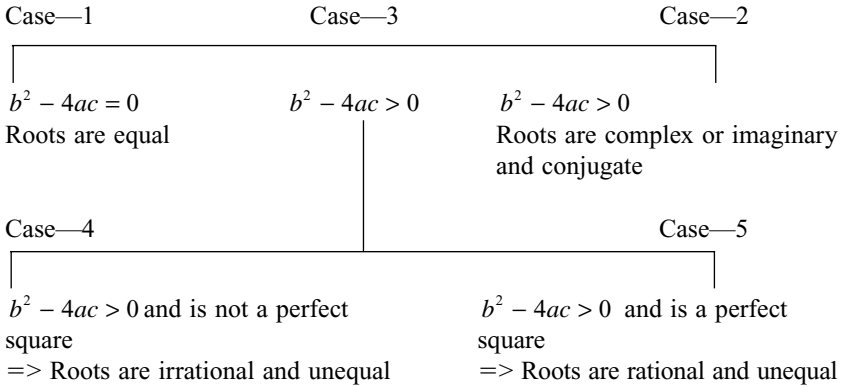 Case—1 Case—3 Case—2
b² − 4ac = 0 b² − 4ac > 0 b² − 4ac > 0
Roots are equal Roots are complex or imaginary
and conjugate
Case—4 Case—5
b² − 4ac > 0 and is not a perfect b² − 4ac > 0 and is a perfect
square square
=> Roots are irrational and unequal => Roots are rational and unequal